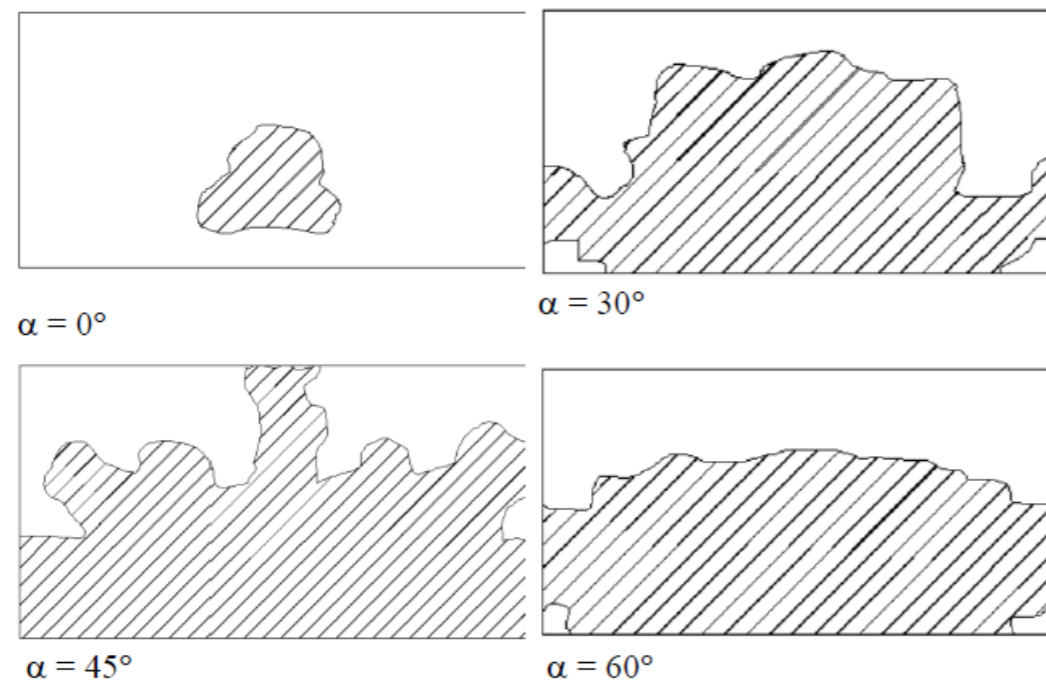 α = 0°
α = 30°
α = 45°
α = 60°